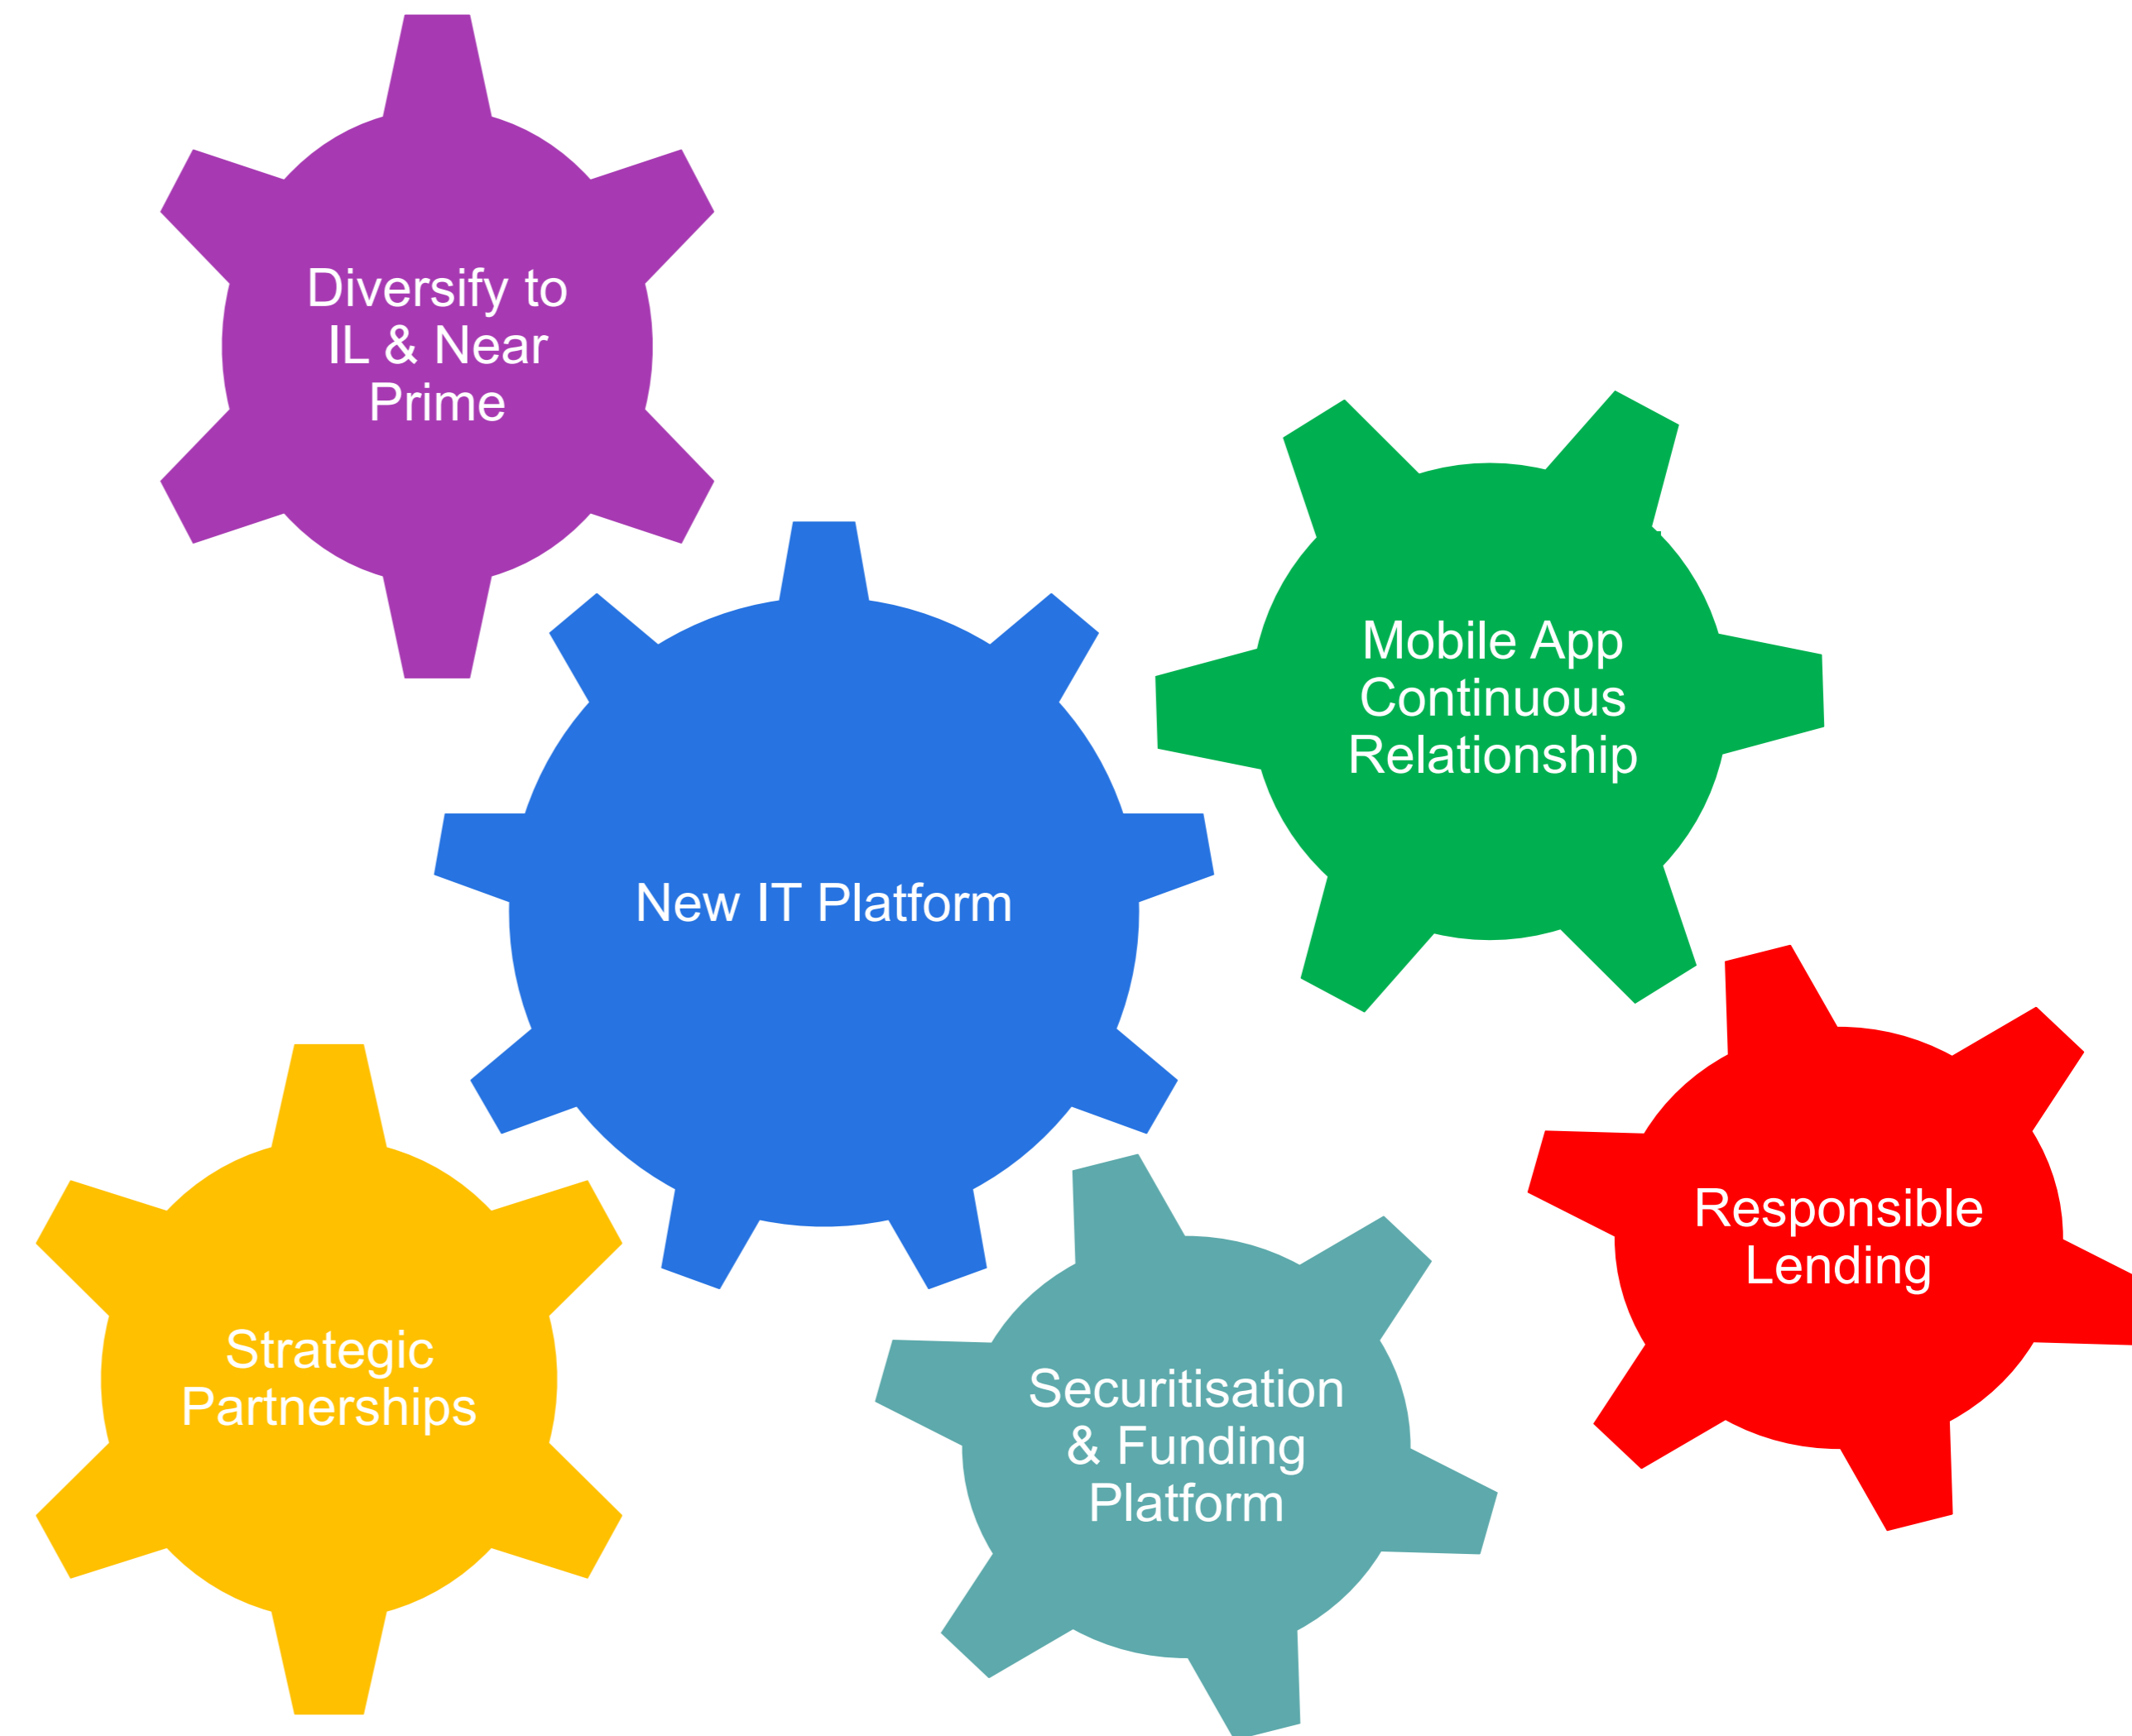 Diversify to
IL & Near
Prime
Mobile App
Continuous
Relationship
New IT Platform
Responsible
Lending
Strategic
Partnerships
Securitisation
& Funding
Platform